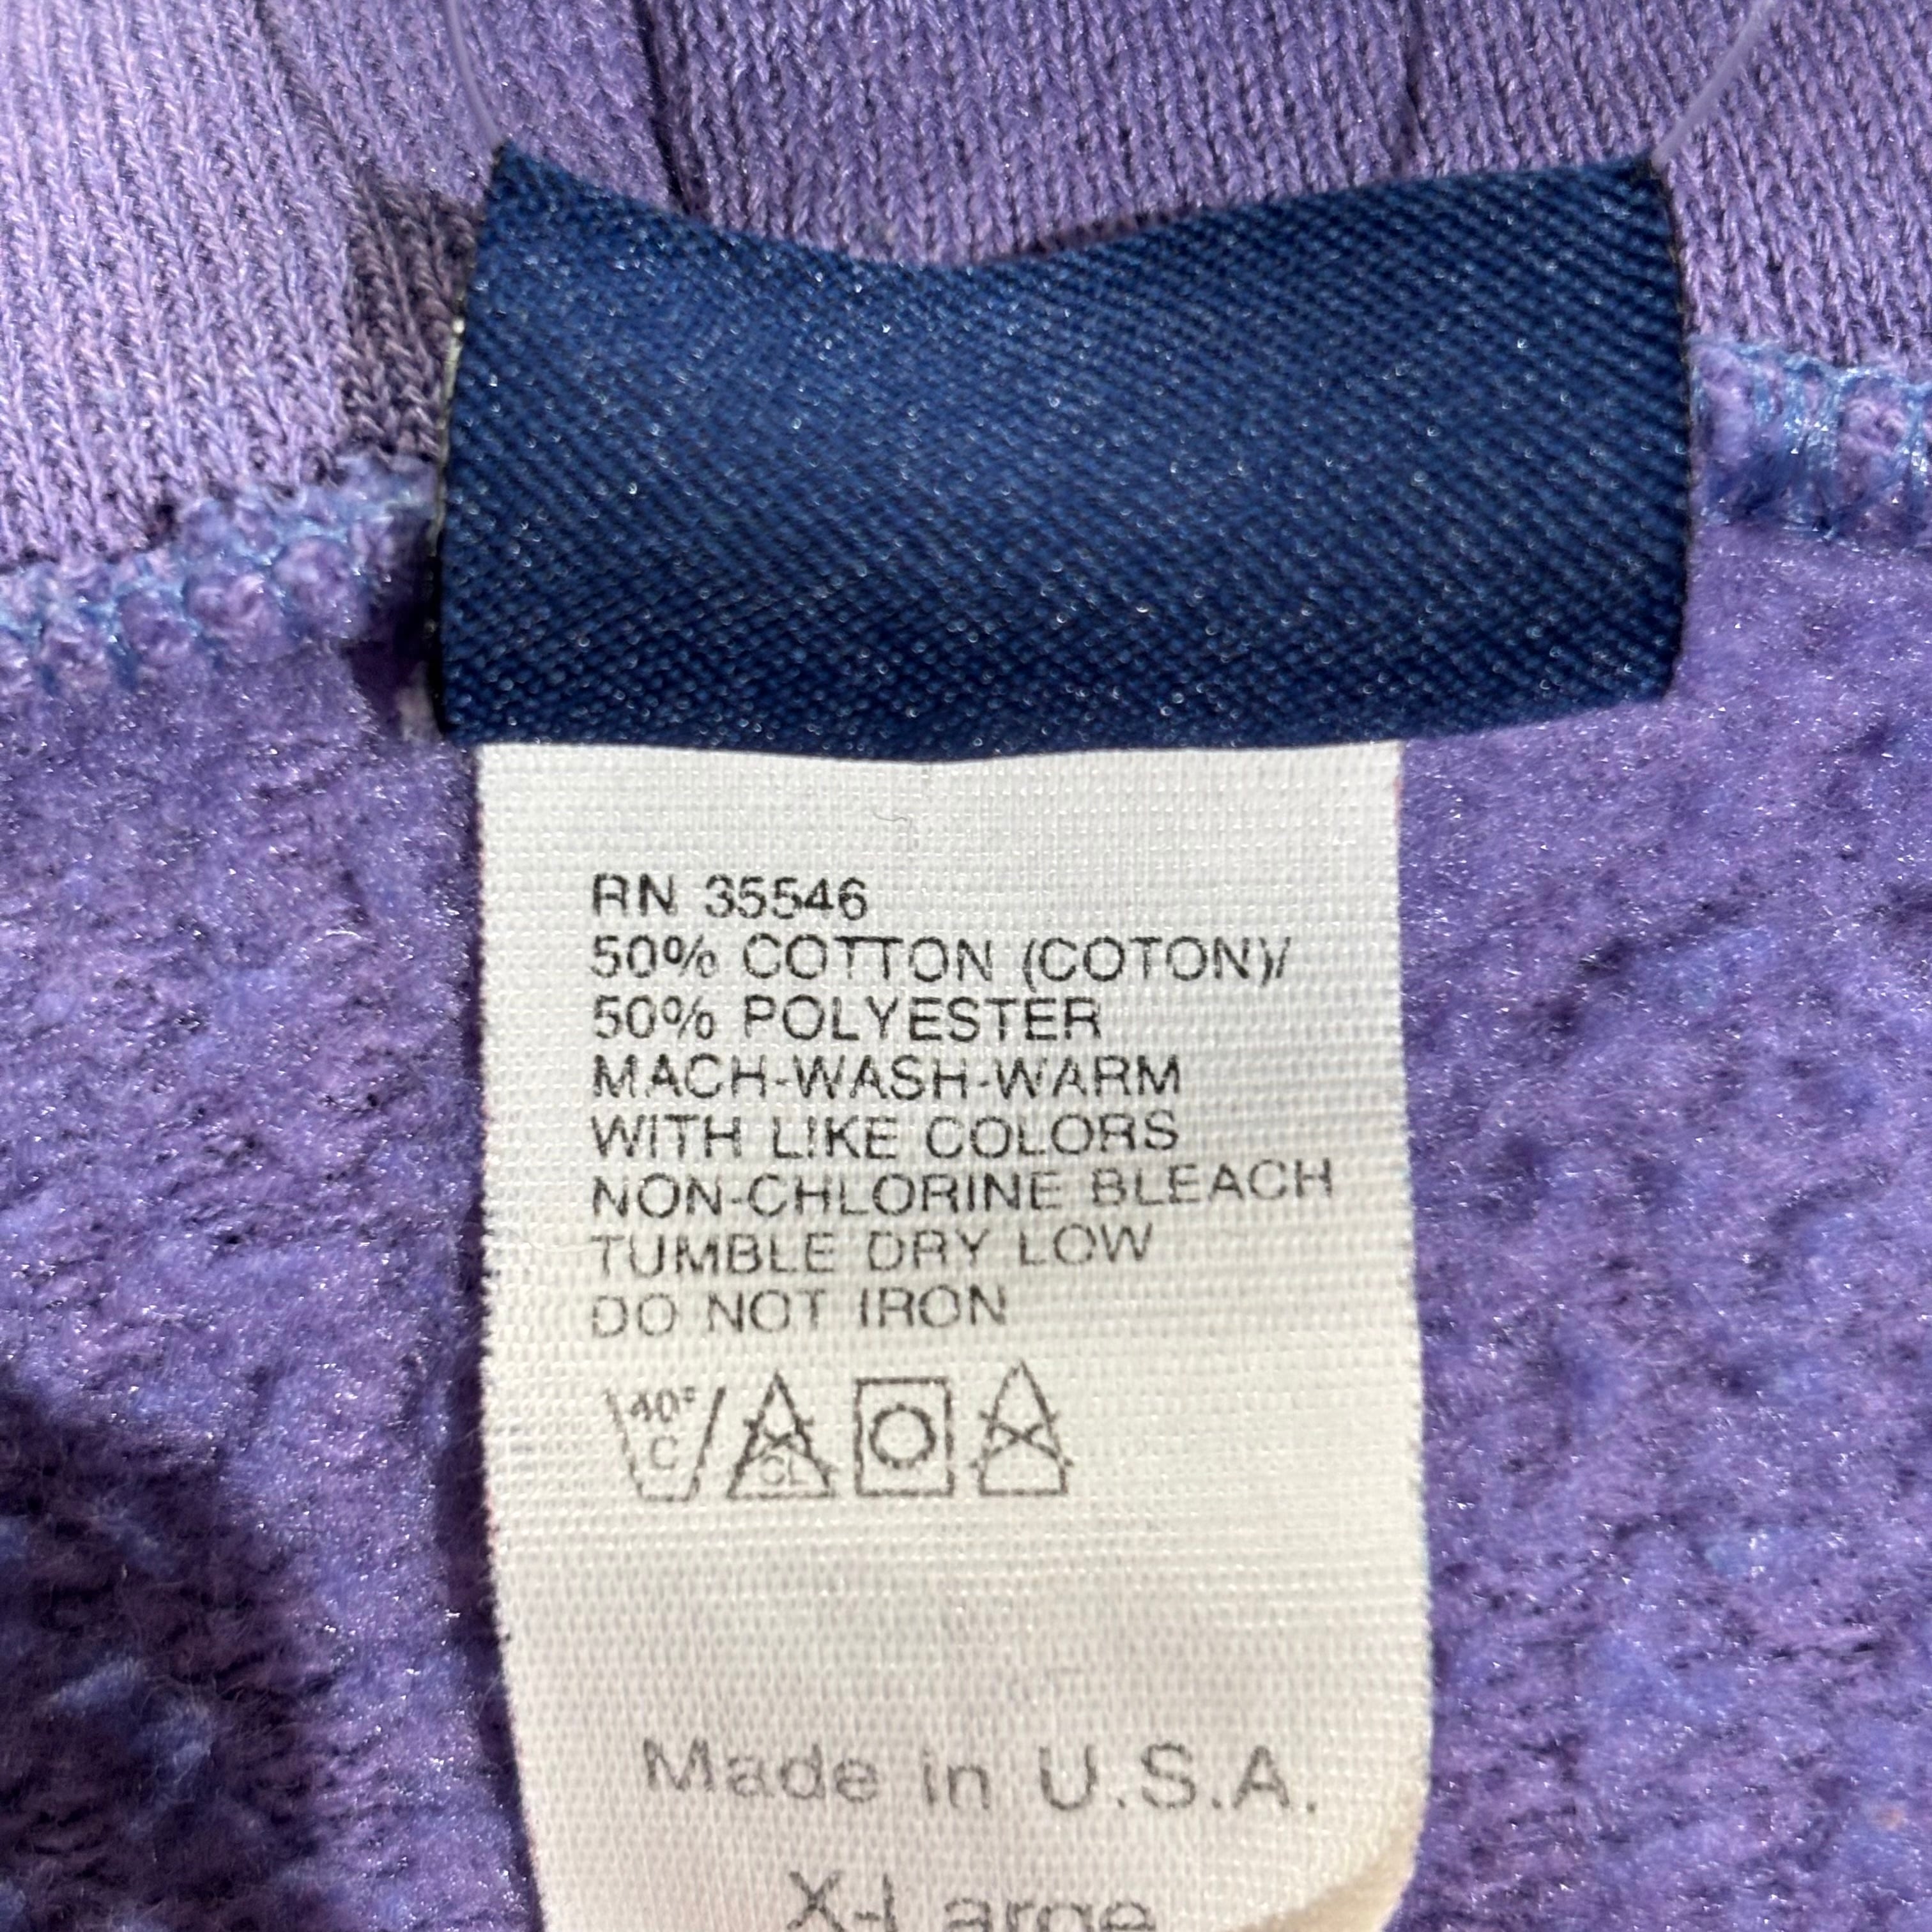 RN 35546
50% COTTON (COTON)/
50% POLYESTER
MACH-WASH-WARM
WITH LIKE COLORS
NON-CHLORINE BLEACH
TUMBLE DRY LOW
DO NOT IRON
40°
C CL
Made in U.S.A.
X-Large